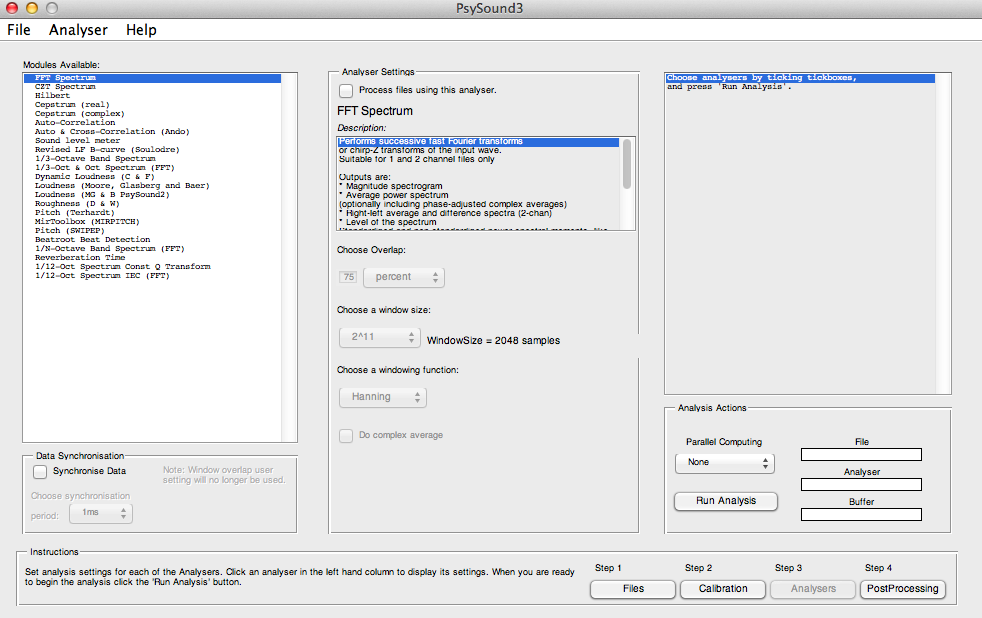 PsySound3
File Analyser Help
Modules Available:
FFT Spectrum
CZT Spectrum
Hilbert
Cepstrum (real)
Cepstrum (complex)
Auto-Correlation
Auto & Cross-Correlation (Ando)
Sound level meter
Revised LF B-curve (Soulodre)
1/3-Octave Band Spectrum
1/3-Oct & Oct Spectrum (FFT)
Dynamic Loudness (C & F)
Loudness (Moore, Glasberg and Baer)
Loudness (MG & B PsySound2)
Roughness (D & W)
Pitch (Terhardt)
MirToolbox (MIRPITCH)
Pitch (SWIPEP)
Beatroot Beat Detection
1/N-Octave Band Spectrum (FFT)
Reverberation Time
1/12-Oct Spectrum Const Q Transform
1/12-Oct Spectrum IEC (FFT)
Data Synchronisation
Synchronise Data
Note: Window overlap user
setting will no longer be used.
Choose synchronisation
period: 1ms
Analyser Settings
Process files using this analyser.
FFT Spectrum
Description:
Performs successive fast Fourier transforms
or chirp-Z transforms of the input wave.
Suitable for 1 and 2 channel files only
Outputs are:
* Magnitude spectrogram
* Average power spectrum
(optionally including phase-adjusted complex averages)
* Right-left average and difference spectra (2-chan)
* Level of the spectrum
Standardised and non-standardised power spectral moments, like
Choose Overlap:
75 percent
Choose a window size:
2^11 WindowSize = 2048 samples
Choose a windowing function:
Hanning
Do complex average
Choose analysers by ticking tickboxes,
and press 'Run Analysis'.
Analysis Actions
Parallel Computing
None
Run Analysis
File
Analyser
Buffer
Instructions
Set analysis settings for each of the Analysers. Click an analyser in the left hand column to display its settings. When you are ready
to begin the analysis click the 'Run Analysis' button.
Step 1 Step 2 Step 3 Step 4
Files Calibration Analysers PostProcessing